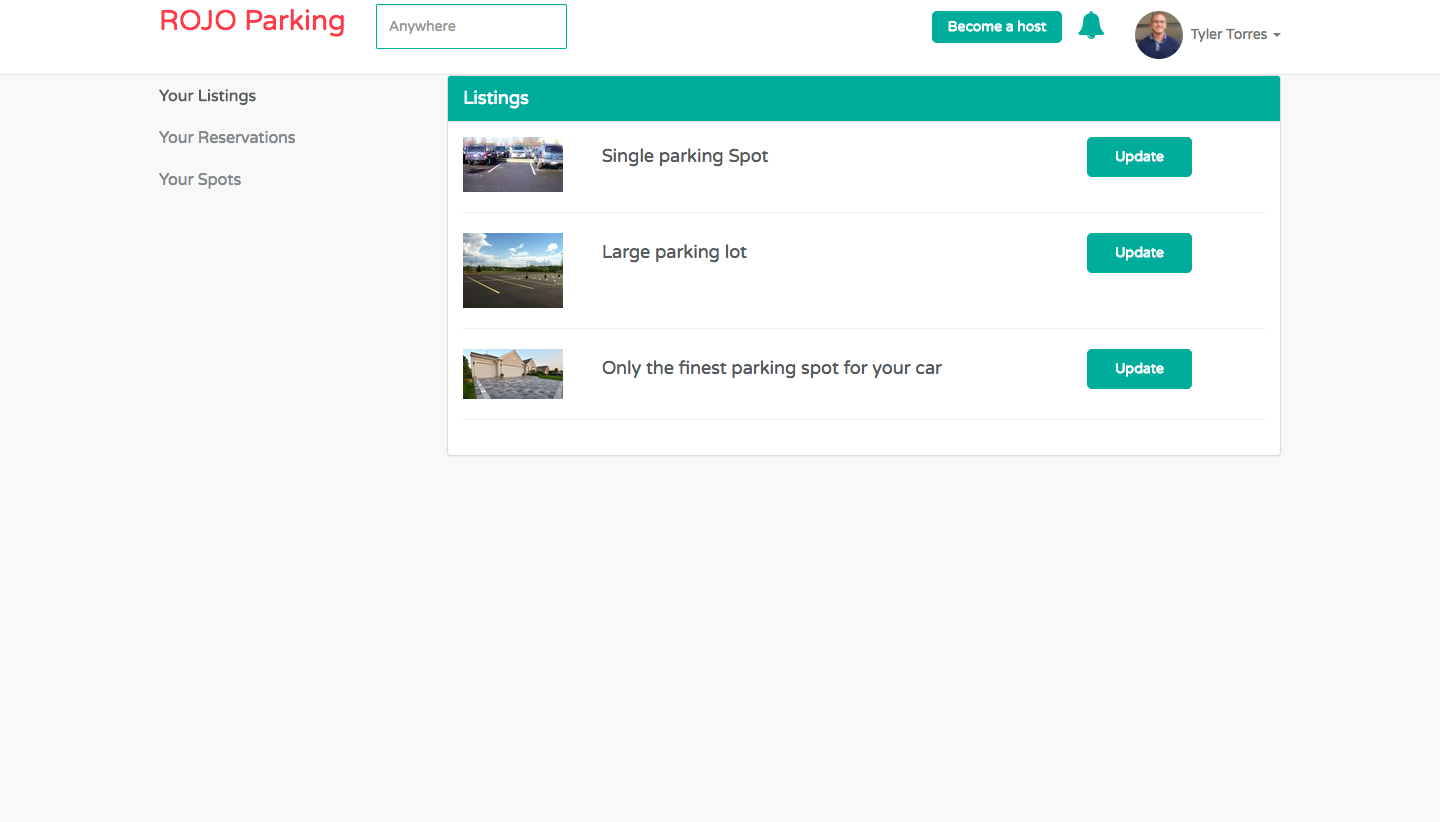 ROJO Parking
Anywhere
Become a host
Tyler Torres
Your Listings
Your Reservations
Your Spots
Listings
Single parking Spot
Update
Large parking lot
Update
Only the finest parking spot for your car
Update